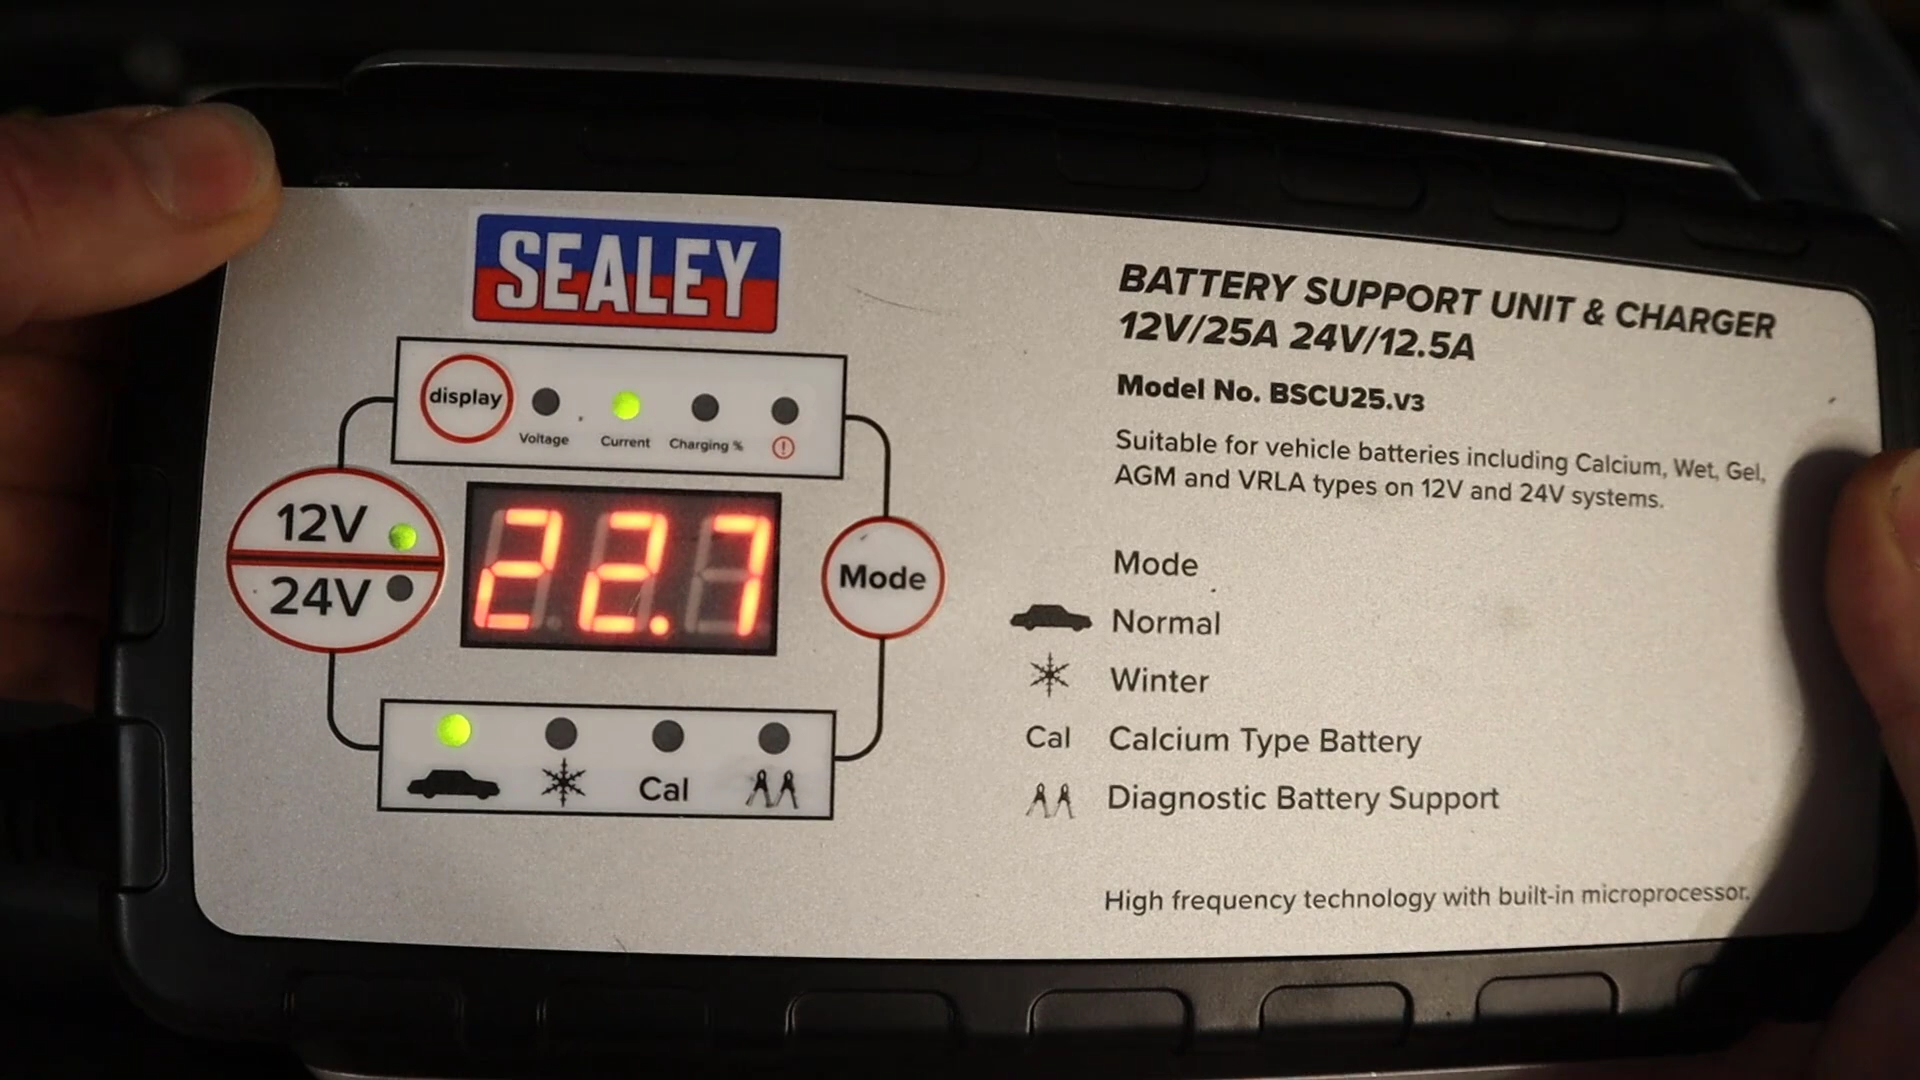 SEALEY
display
Voltage
Current
Charging %
!
12V
24V
22.7
Mode
Cal
BATTERY SUPPORT UNIT & CHARGER
12V/25A 24V/12.5A
Model No. BSCU25.V3
Suitable for vehicle batteries including Calcium, Wet, Gel,
AGM and VRLA types on 12V and 24V systems.
Mode
Normal
Winter
Cal Calcium Type Battery
Diagnostic Battery Support
High frequency technology with built-in microprocessor.